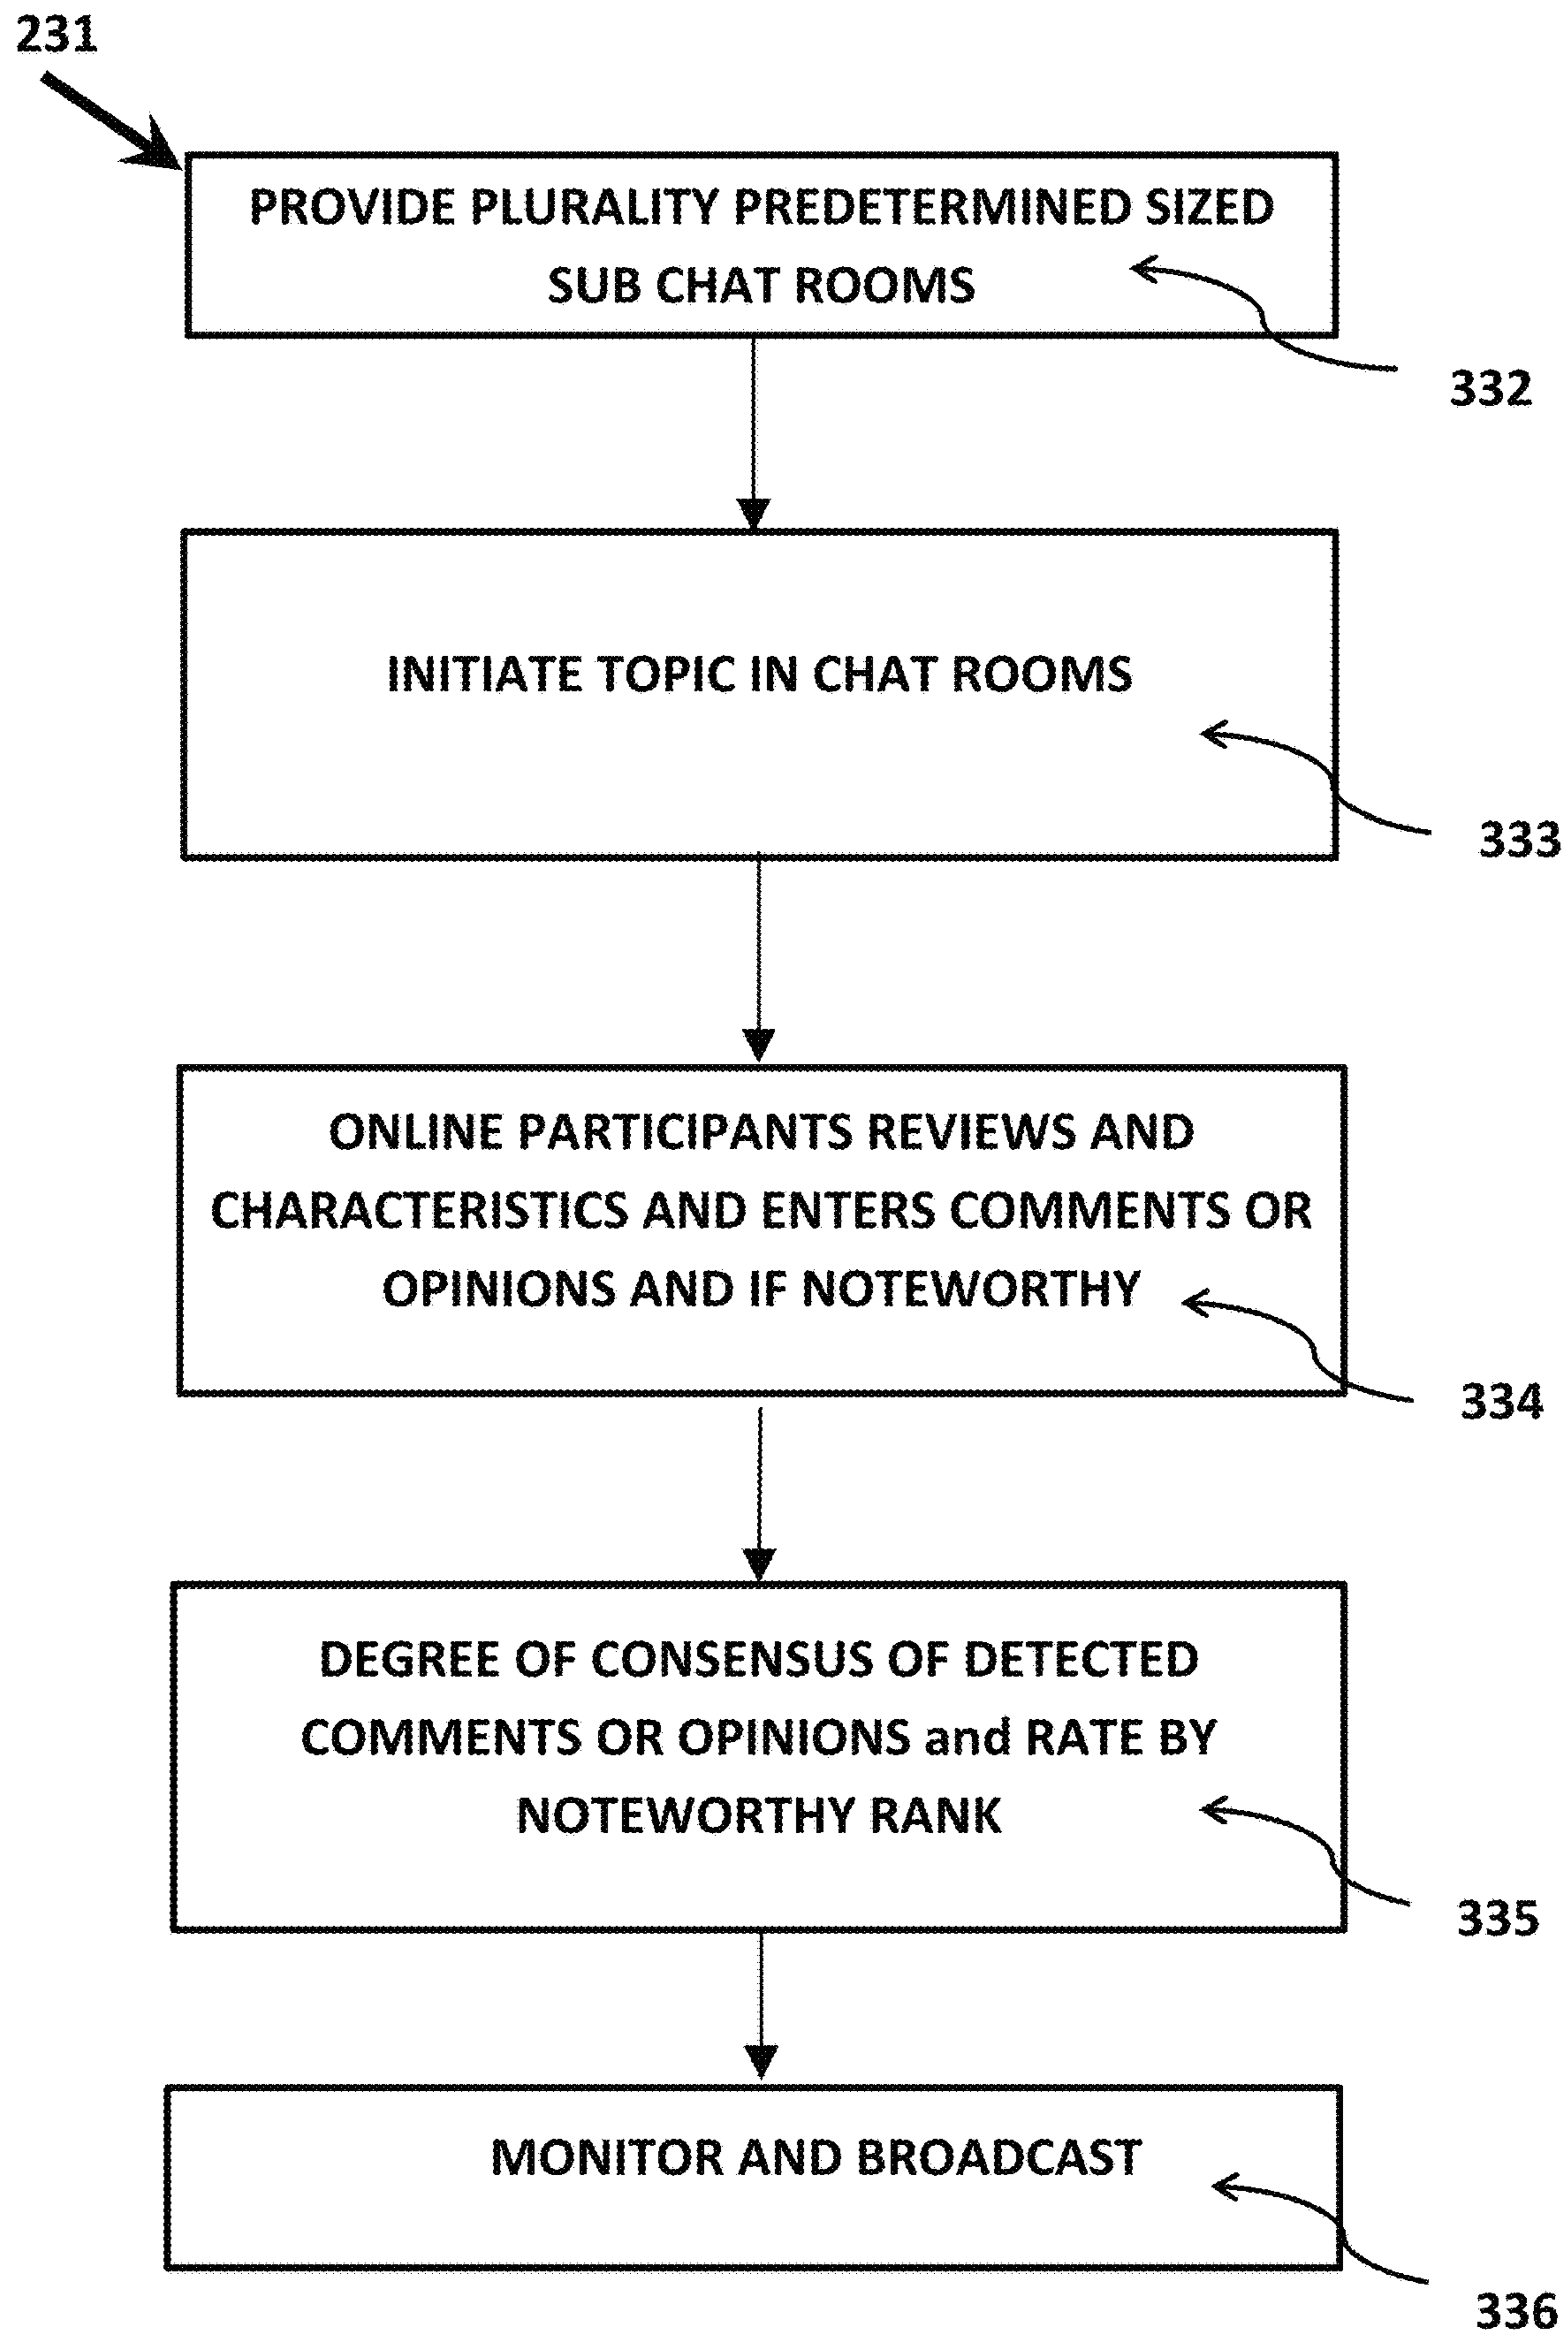 231
PROVIDE PLURALITY PREDETERMINED SIZED
SUB CHAT ROOMS
332
INITIATE TOPIC IN CHAT ROOMS
333
ONLINE PARTICIPANTS REVIEWS AND
CHARACTERISTICS AND ENTERS COMMENTS OR
OPINIONS AND IF NOTEWORTHY
334
DEGREE OF CONSENSUS OF DETECTED
COMMENTS OR OPINIONS and RATE BY
NOTEWORTHY RANK
335
MONITOR AND BROADCAST
336